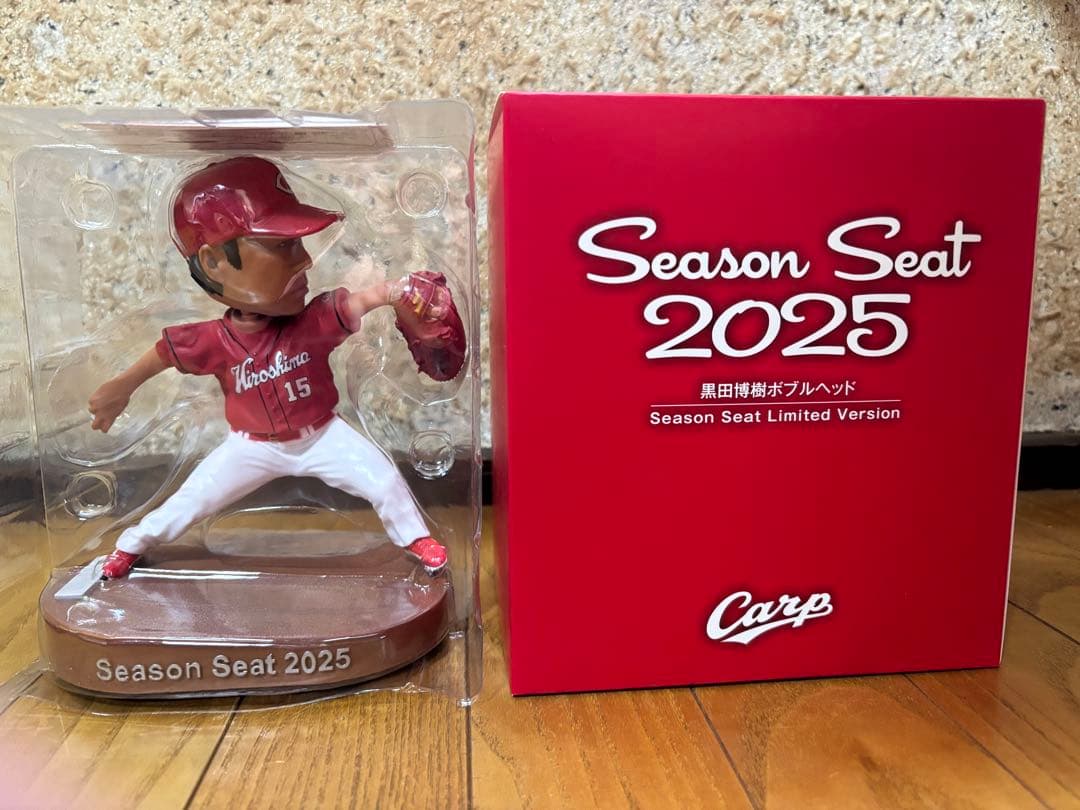 Hiroshima
15
Season Seat 2025
Season Seat
2025
黒田博樹ボブルヘッド
Season Seat Limited Version
Carp